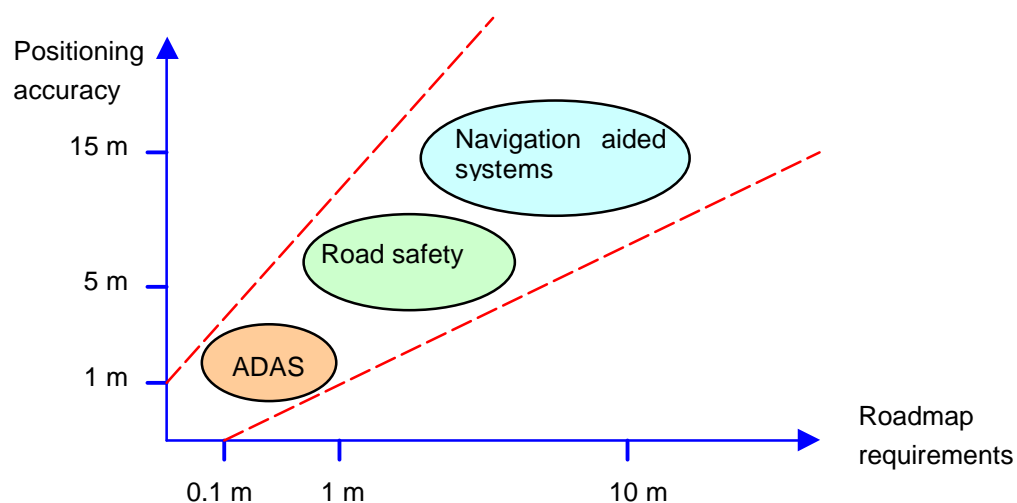 Positioning
accuracy
15 m
Navigation aided
systems
Road safety
5 m
ADAS
1 m
Roadmap
requirements
0.1 m
1 m
10 m